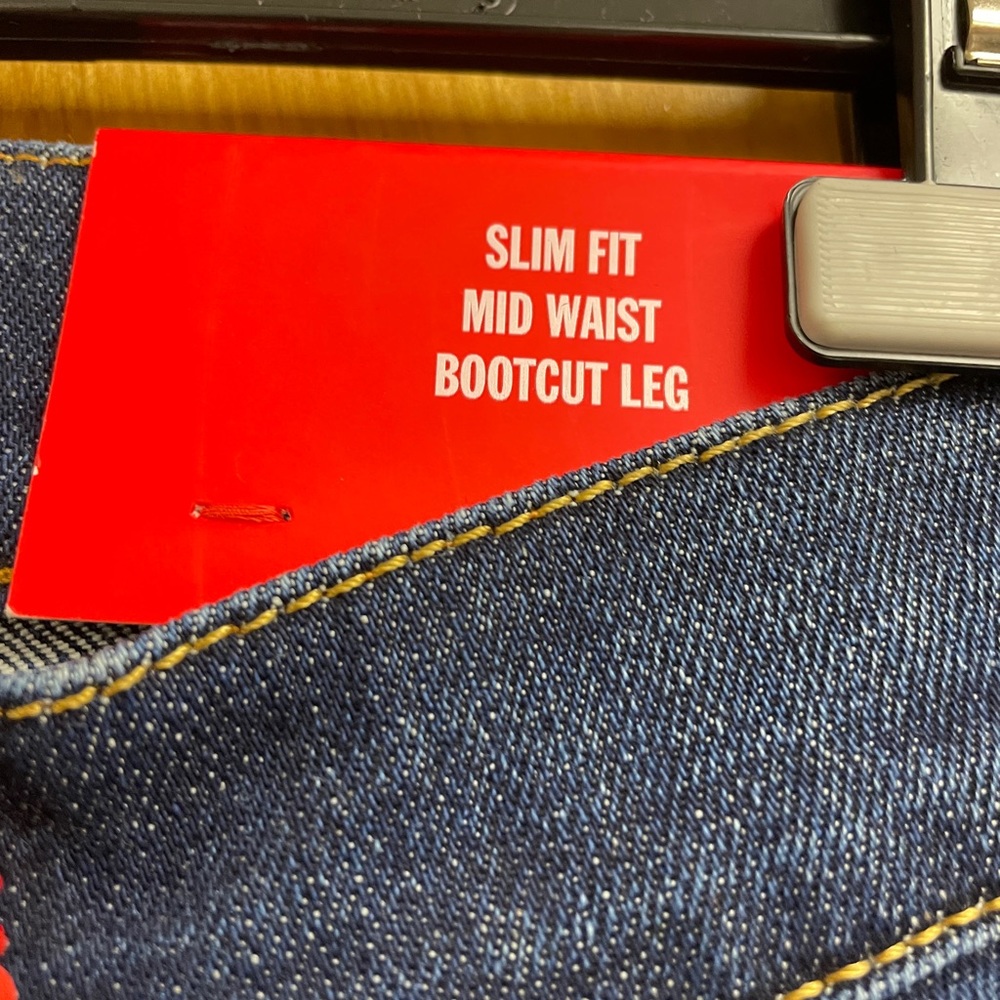 SLIM FIT
MID WAIST
BOOTCUT LEG